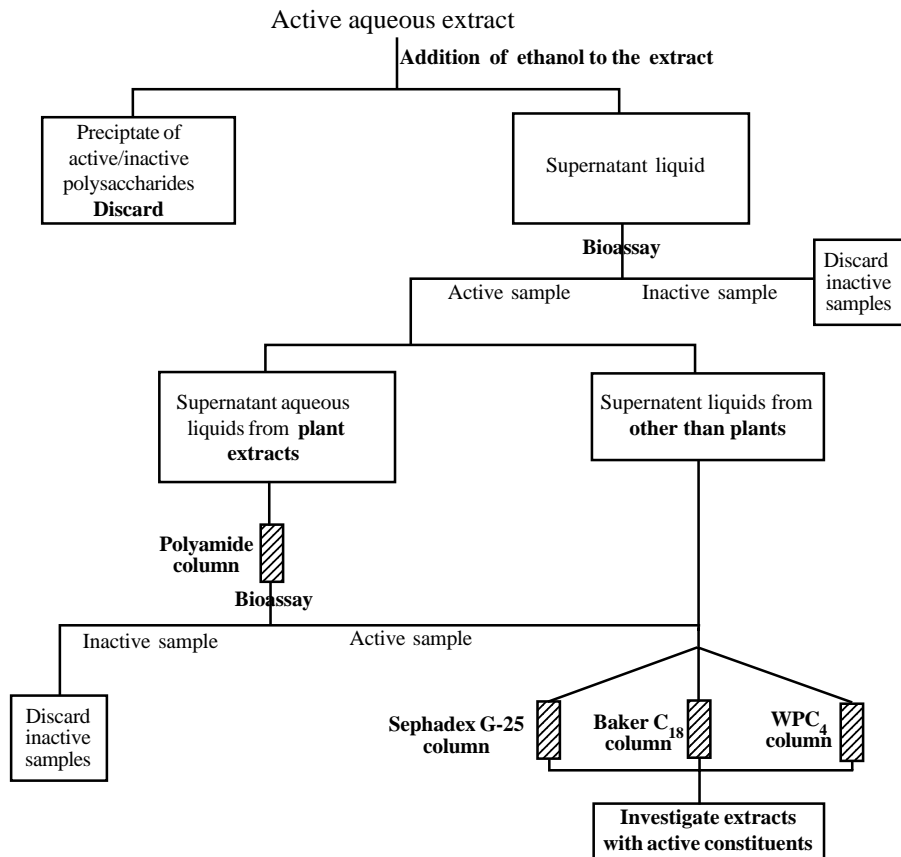 Active aqueous extract
Addition of ethanol to the extract
Preciptate of
active/inactive
polysaccharides
Discard
Supernatant liquid
Bioassay
Discard
inactive
samples
Active sample
Inactive sample
Supernatant aqueous
liquids from plant
extracts
Supernatent liquids from
other than plants
Polyamide
column
Bioassay
Inactive sample
Active sample
Discard
inactive
samples
Sephadex G-25
column
Baker C18
column
WPC4
column
Investigate extracts
with active constituents